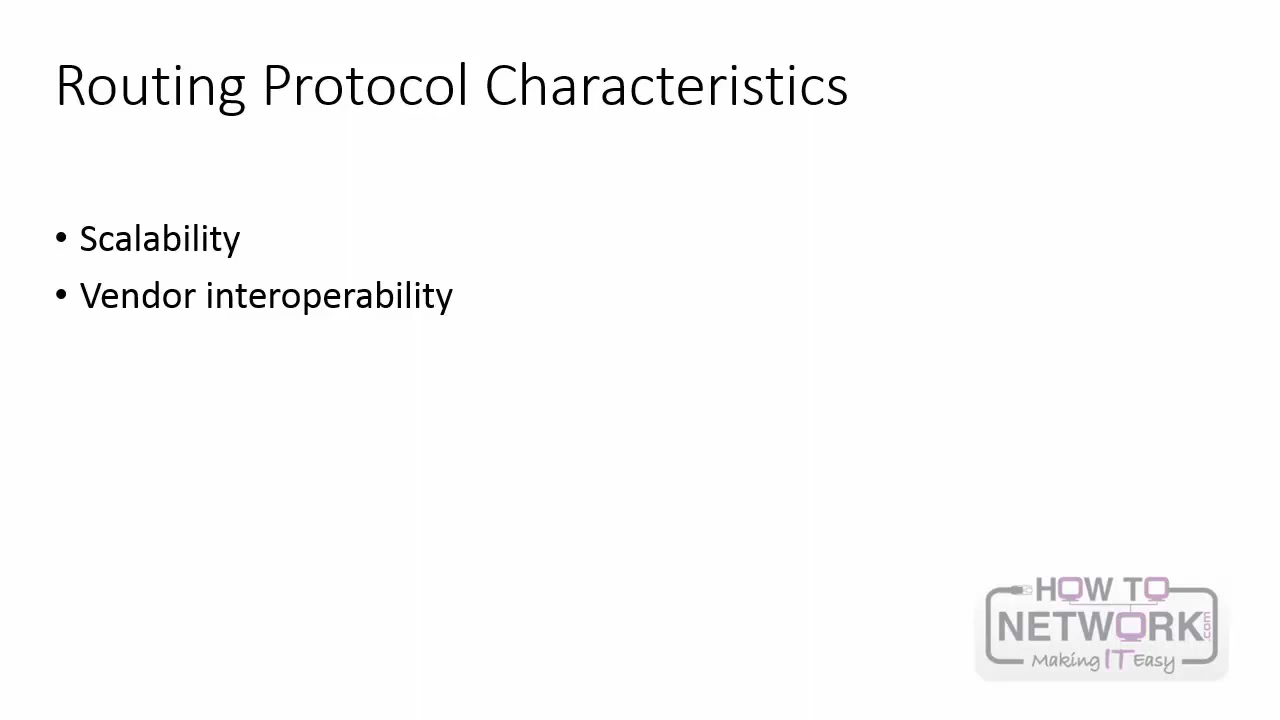 Routing Protocol Characteristics
• Scalability
• Vendor interoperability
HOW TO
NETWORK.com
Making IT Easy